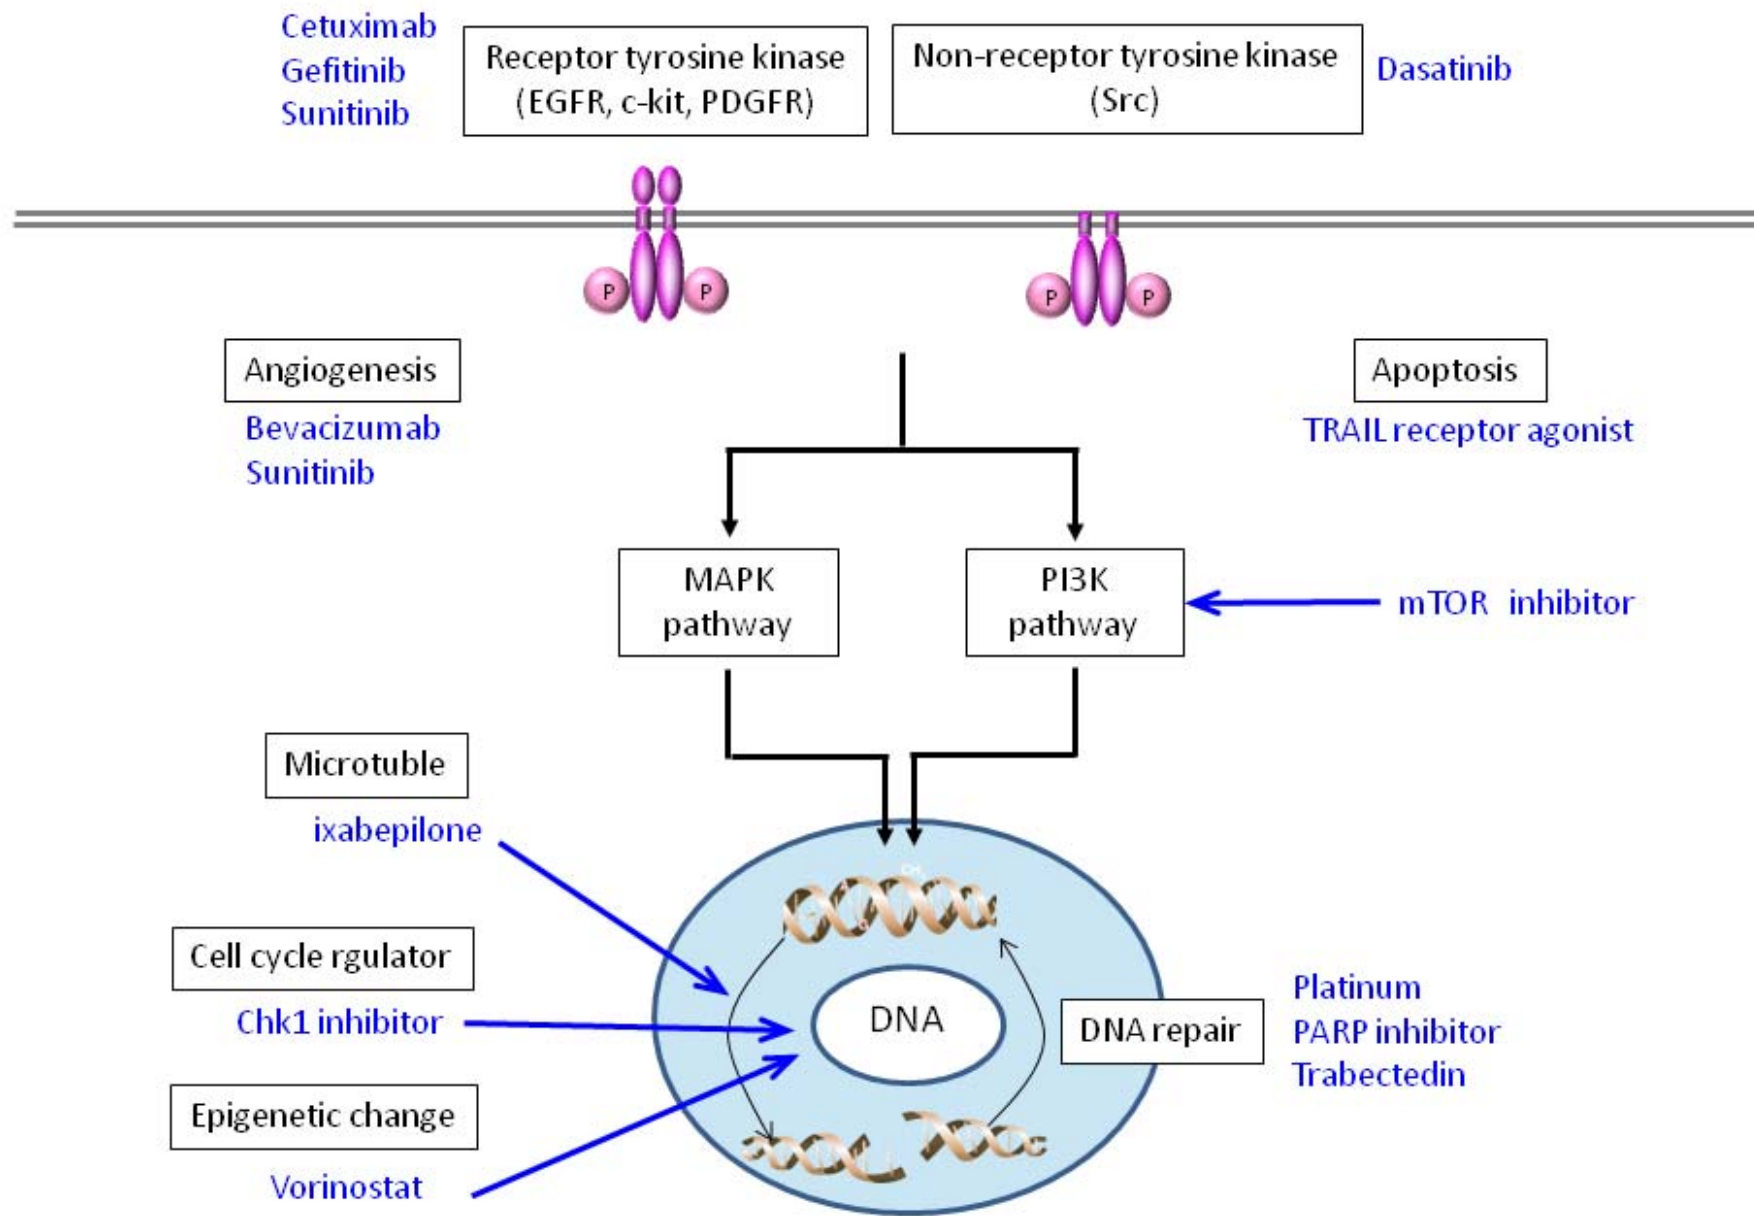 Cetuximab
Gefitinib
Sunitinib
Receptor tyrosine kinase
(EGFR, c-kit, PDGFR)
Non-receptor tyrosine kinase
(Src)
Dasatinib
P
P
P
P
Angiogenesis
Bevacizumab
Sunitinib
Apoptosis
TRAIL receptor agonist
MAPK
pathway
PI3K
pathway
mTOR inhibitor
Microtuble
ixabepilone
Cell cycle rgulator
Chk1 inhibitor
Epigenetic change
Vorinostat
CH
DNA
DNA repair
Platinum
PARP inhibitor
Trabectedin